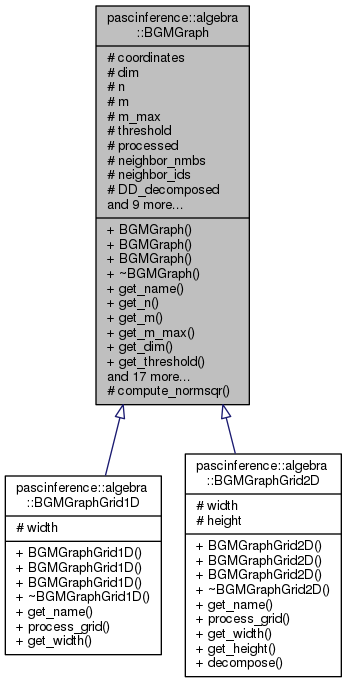 pascinference::algebra
::BGMGraph
# coordinates
# dim
# n
# m
# m_max
# threshold
# processed
# neighbor_nmbs
# neighbor_ids
# DD_decomposed
and 9 more...
+ BGMGraph()
+ BGMGraph()
+ BGMGraph()
+ ~BGMGraph()
+ get_name()
+ get_n()
+ get_m()
+ get_m_max()
+ get_dim()
+ get_threshold()
and 17 more...
# compute_normsqr()
pascinference::algebra
::BGMGraphGrid1D
# width
+ BGMGraphGrid1D()
+ BGMGraphGrid1D()
+ BGMGraphGrid1D()
+ ~BGMGraphGrid1D()
+ get_name()
+ process_grid()
+ get_width()
pascinference::algebra
::BGMGraphGrid2D
# width
# height
+ BGMGraphGrid2D()
+ BGMGraphGrid2D()
+ BGMGraphGrid2D()
+ ~BGMGraphGrid2D()
+ get_name()
+ process_grid()
+ get_width()
+ get_height()
+ decompose()